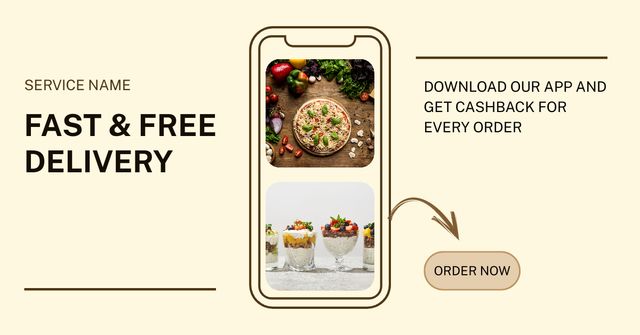 SERVICE NAME
FAST & FREE
DELIVERY
DOWNLOAD OUR APP AND
GET CASHBACK FOR
EVERY ORDER
ORDER NOW